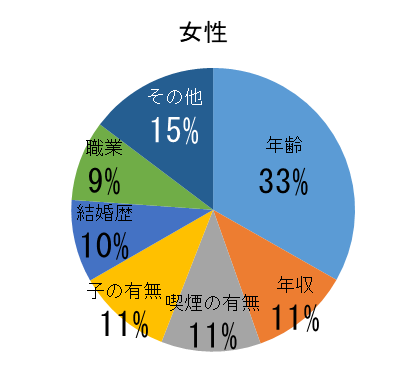 女性
年齢
33%
年収
11%
喫煙の有無
11%
子の有無
11%
結婚歴
10%
職業
9%
その他
15%